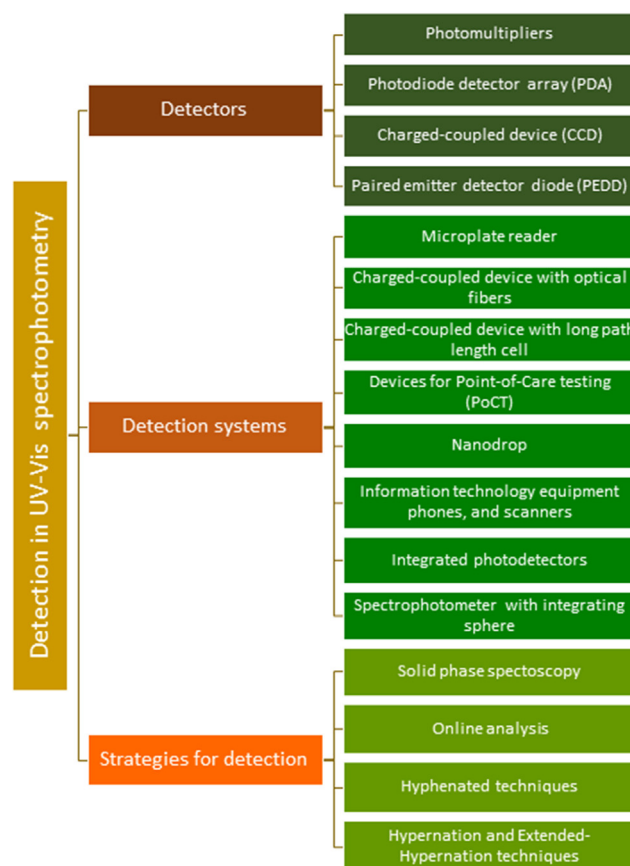 Detection in UV-Vis spectrophotometry
Detectors
Photomultipliers
Photodiode detector array (PDA)
Charged-coupled device (CCD)
Paired emitter detector diode (PEDD)
Detection systems
Microplate reader
Charged-coupled device with optical
fibers
Charged-coupled device with long path
length cell
Devices for Point-of-Care testing
(PoCT)
Nanodrop
Information technology equipment
phones, and scanners
Integrated photodetectors
Spectrophotometer with integrating
sphere
Strategies for detection
Solid phase spectoscopy
Online analysis
Hyphenated techniques
Hypernation and Extended-
Hypernation techniques